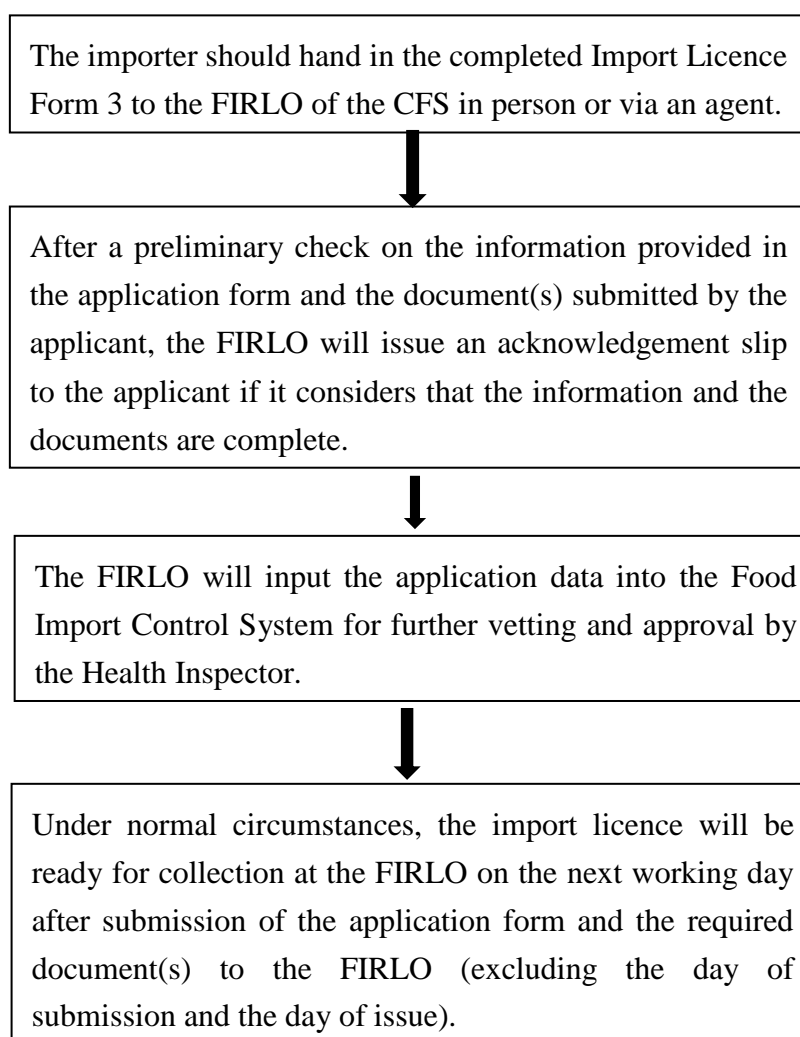 The importer should hand in the completed Import Licence
Form 3 to the FIRLO of the CFS in person or via an agent.
After a preliminary check on the information provided in
the application form and the document(s) submitted by the
applicant, the FIRLO will issue an acknowledgement slip
to the applicant if it considers that the information and the
documents are complete.
The FIRLO will input the application data into the Food
Import Control System for further vetting and approval by
the Health Inspector.
Under normal circumstances, the import licence will be
ready for collection at the FIRLO on the next working day
after submission of the application form and the required
document(s) to the FIRLO (excluding the day of
submission and the day of issue).